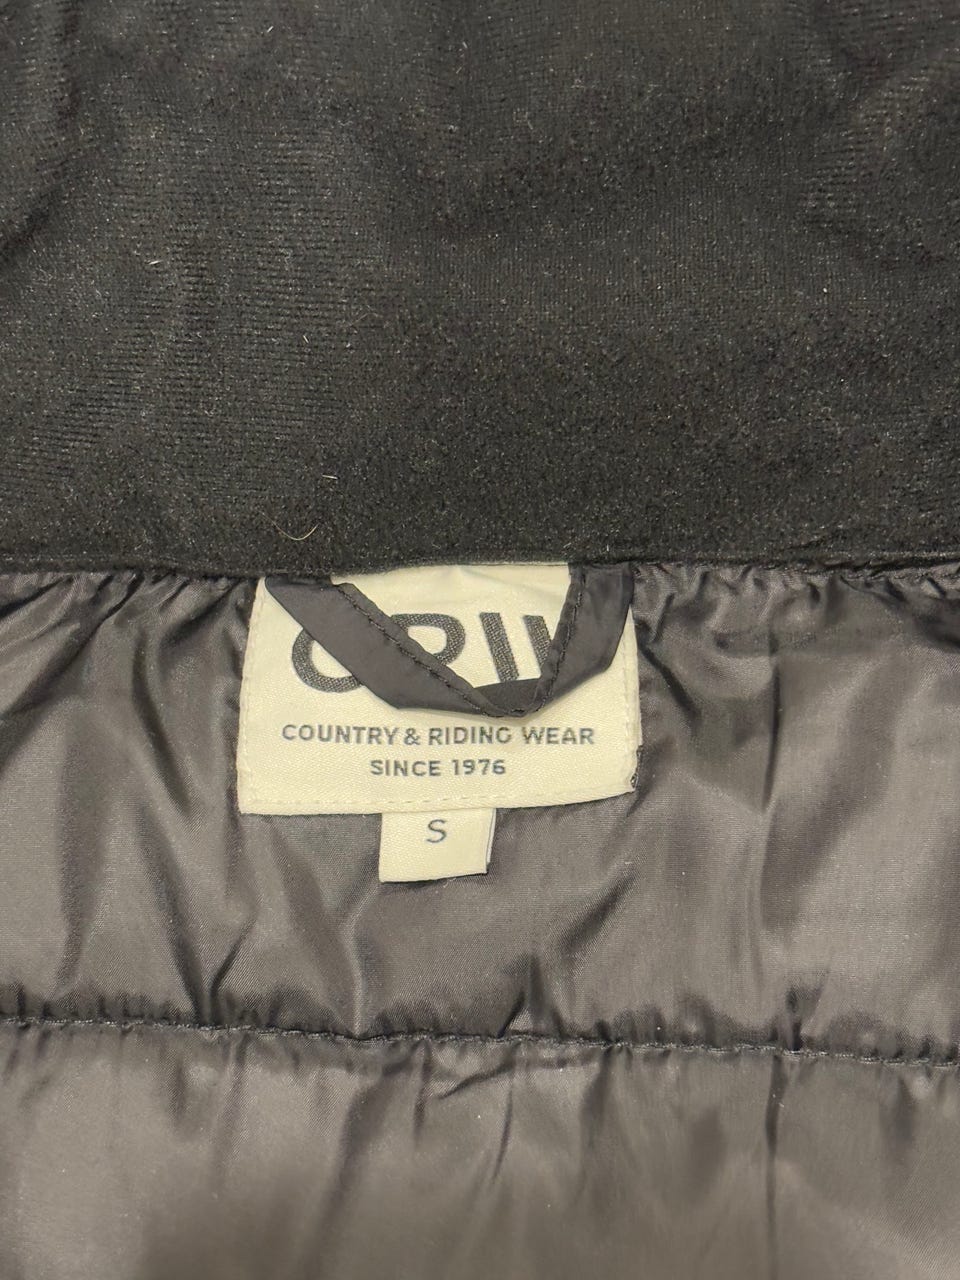 COUNTRY & RIDING WEAR
SINCE 1976
S